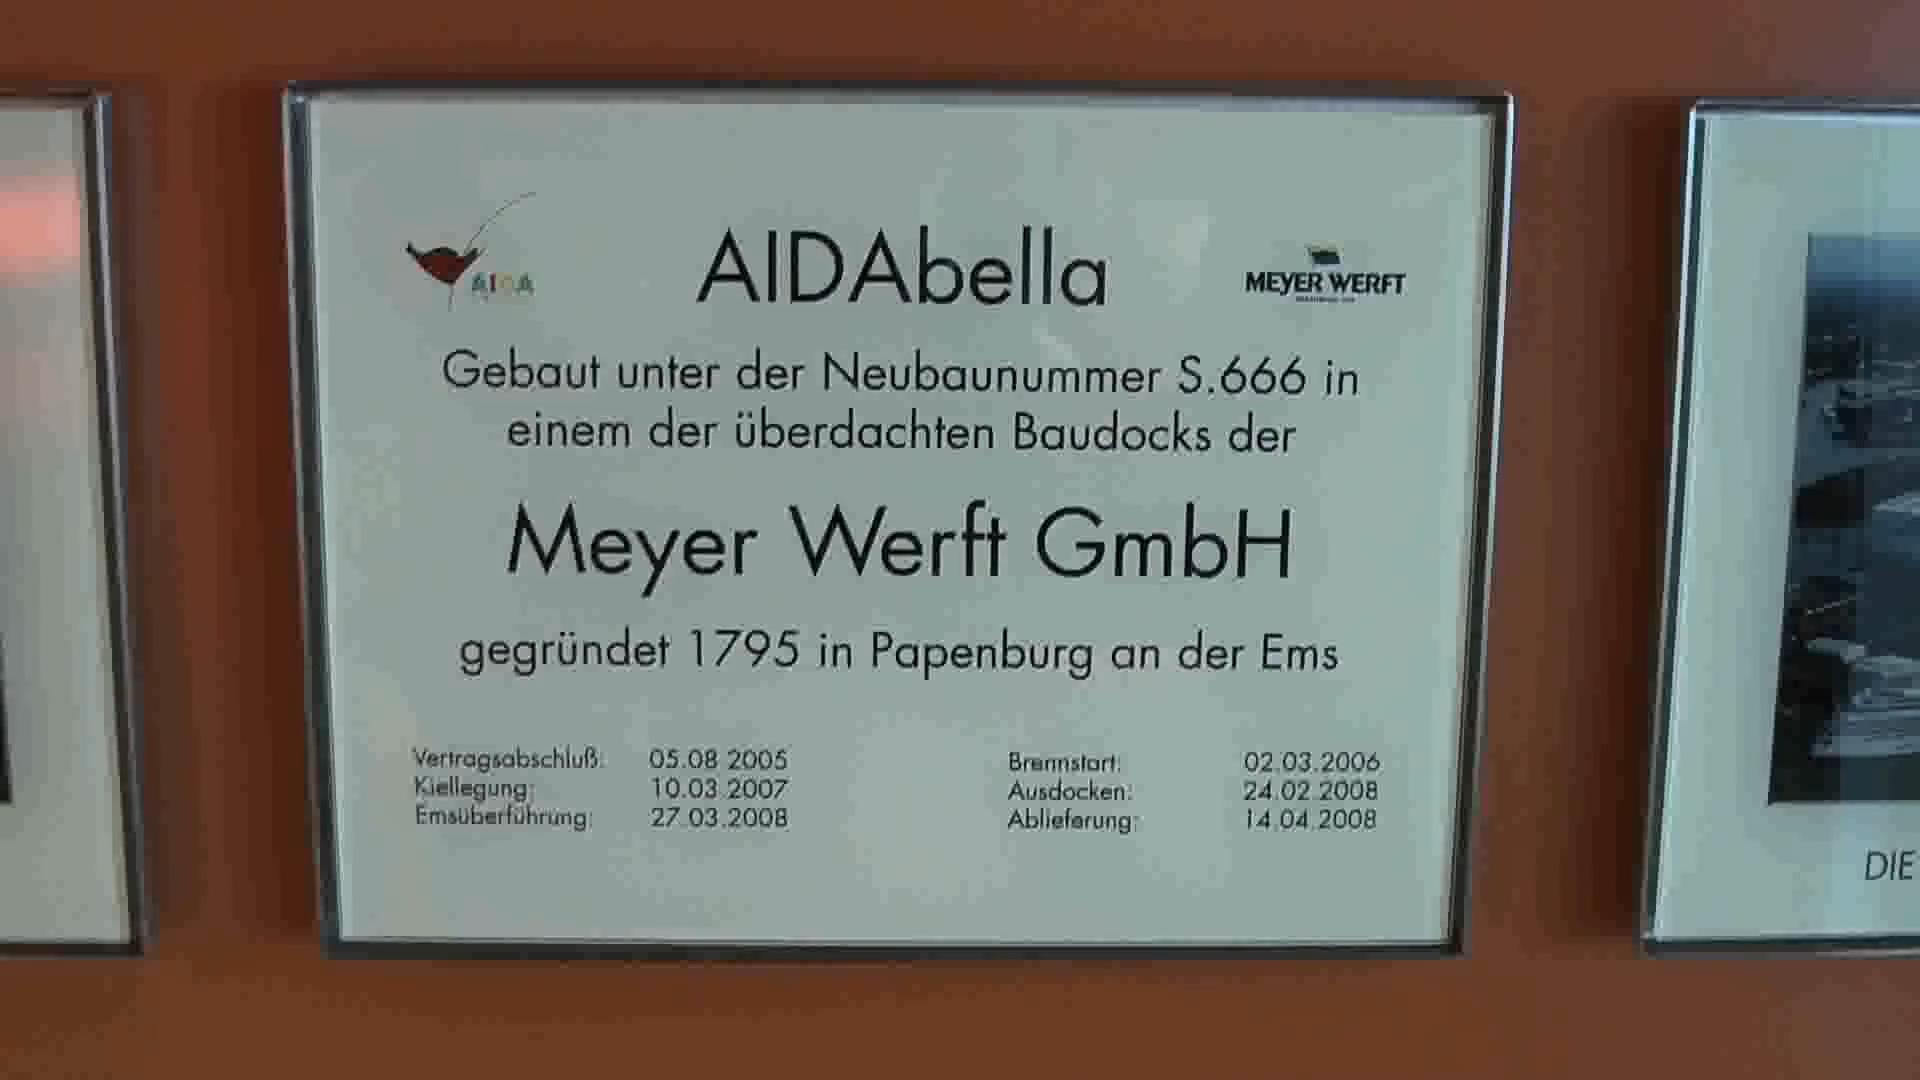 AIDA
AIDAbella
MEYER WERFT
Gebaut unter der Neubaunummer S.666 in
einem der überdachten Baudocks der
Meyer Werft GmbH
gegründet 1795 in Papenburg an der Ems
Vertragsabschluß: 05.08 2005 Brennstart: 02.03.2006
Kiellegung: 10.03.2007 Ausdocken: 24.02.2008
Emsüberführung: 27.03.2008 Ablieferung: 14.04.2008
DIE